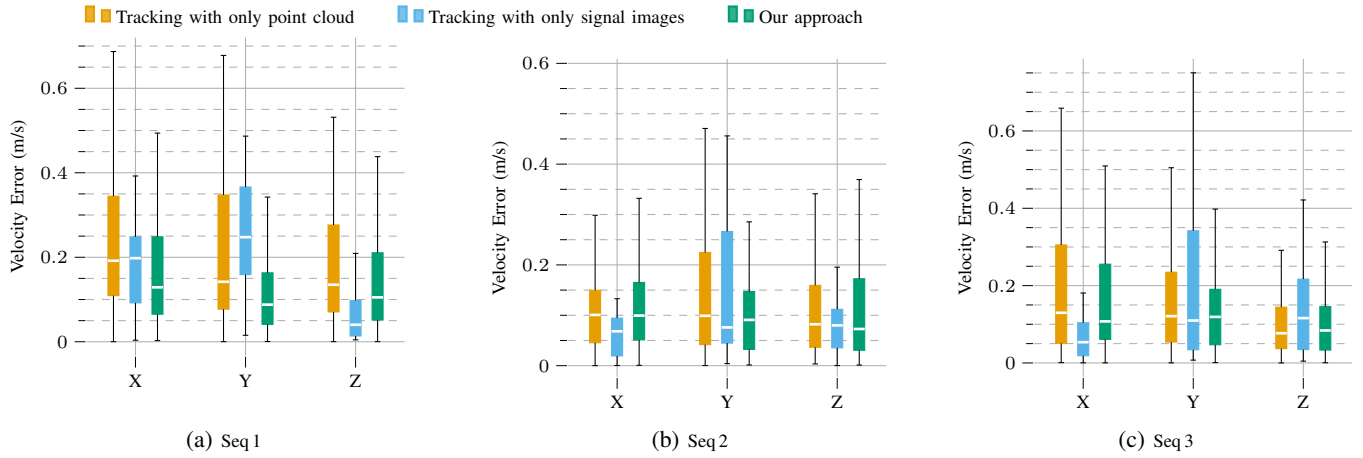 Tracking with only point cloud Tracking with only signal images Our approach
Velocity Error (m/s)
0.6
0.4
0.2
0
X Y Z
(a) Seq 1
Velocity Error (m/s)
0.6
0.4
0.2
0
X Y Z
(b) Seq 2
Velocity Error (m/s)
0.6
0.4
0.2
0
X Y Z
(c) Seq 3